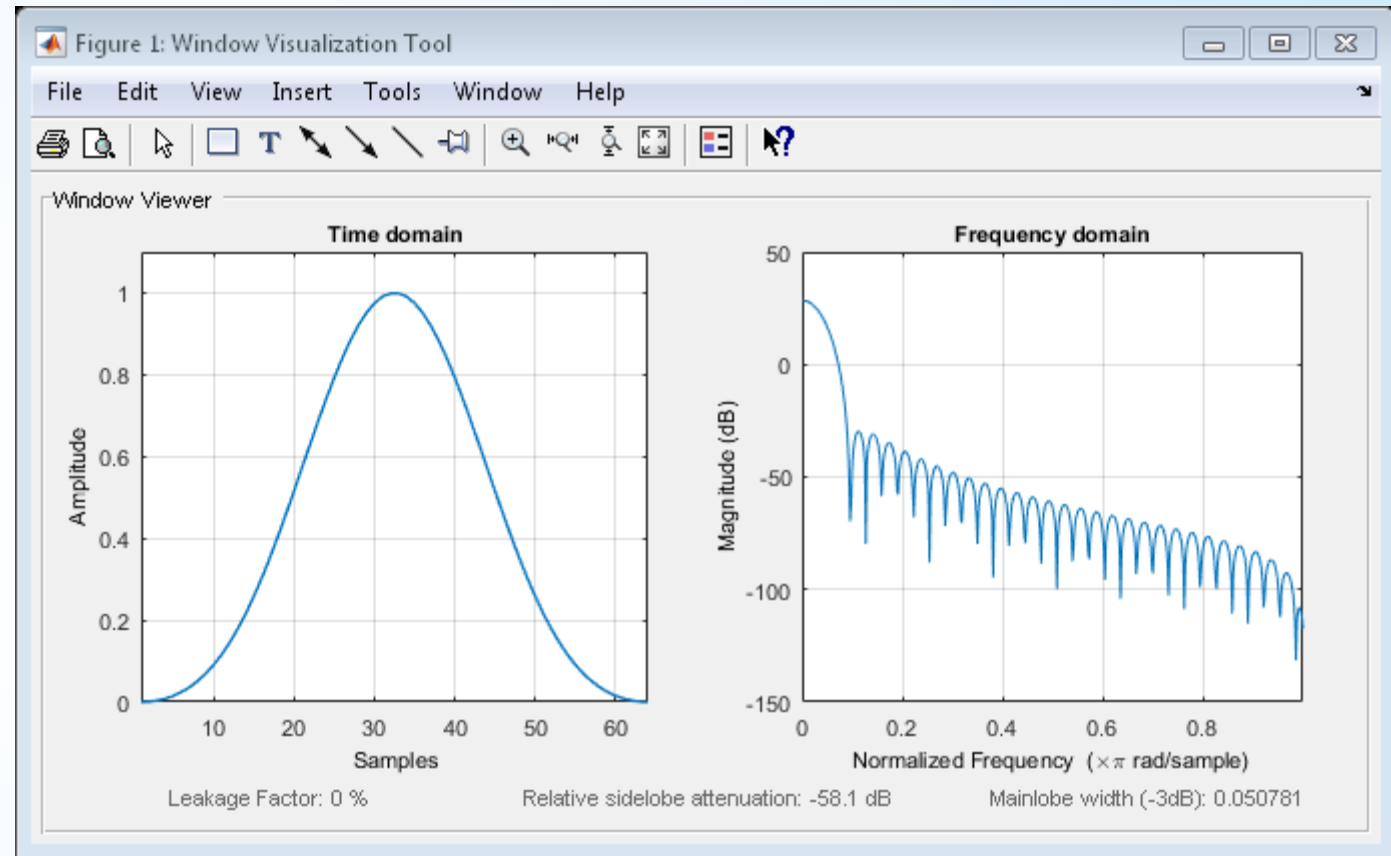 Figure 1: Window Visualization Tool
File Edit View Insert Tools Window Help
T
?
Window Viewer
Time domain
1
0.8
0.6
0.4
0.2
0
Amplitude
10 20 30 40 50 60
Samples
Frequency domain
50
0
-50
-100
-150
Magnitude (dB)
0 0.2 0.4 0.6 0.8
Normalized Frequency (×π rad/sample)
Leakage Factor: 0 % Relative sidelobe attenuation: -58.1 dB Mainlobe width (-3dB): 0.050781